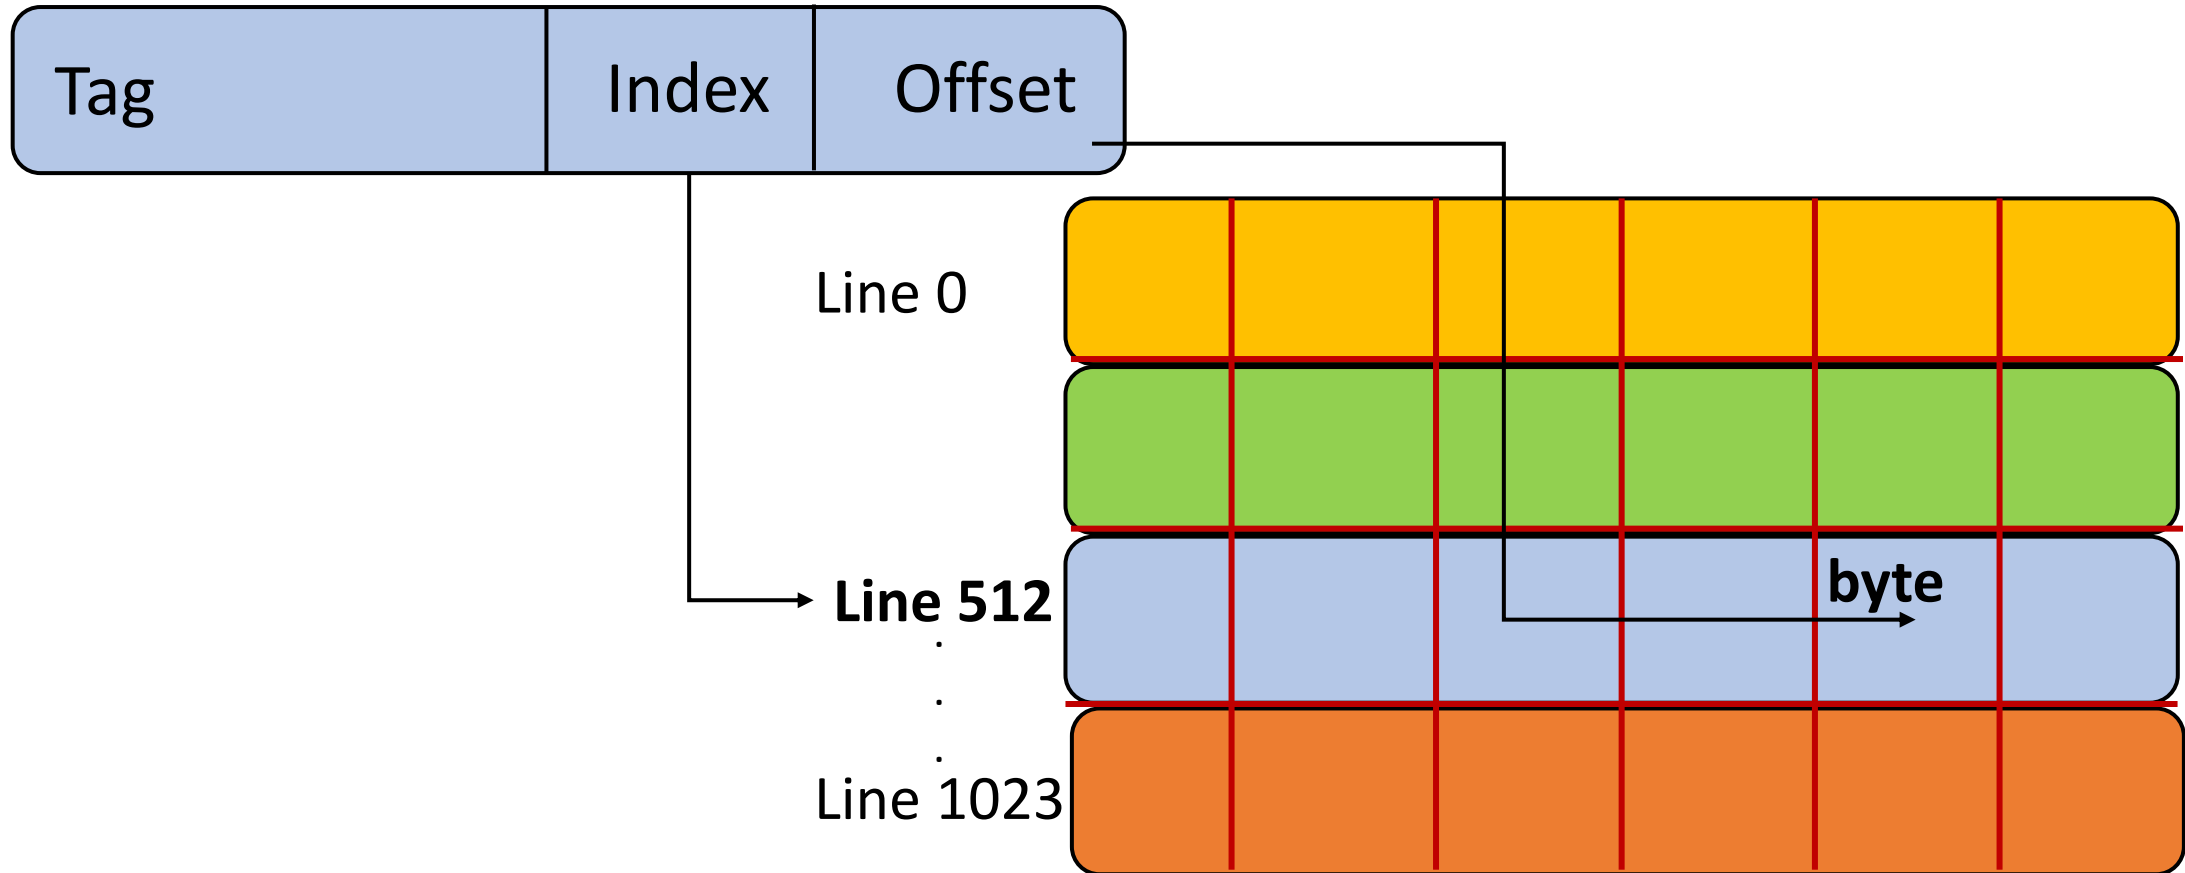 Tag Index Offset
Line 0
Line 512
byte
.
.
.
Line 1023